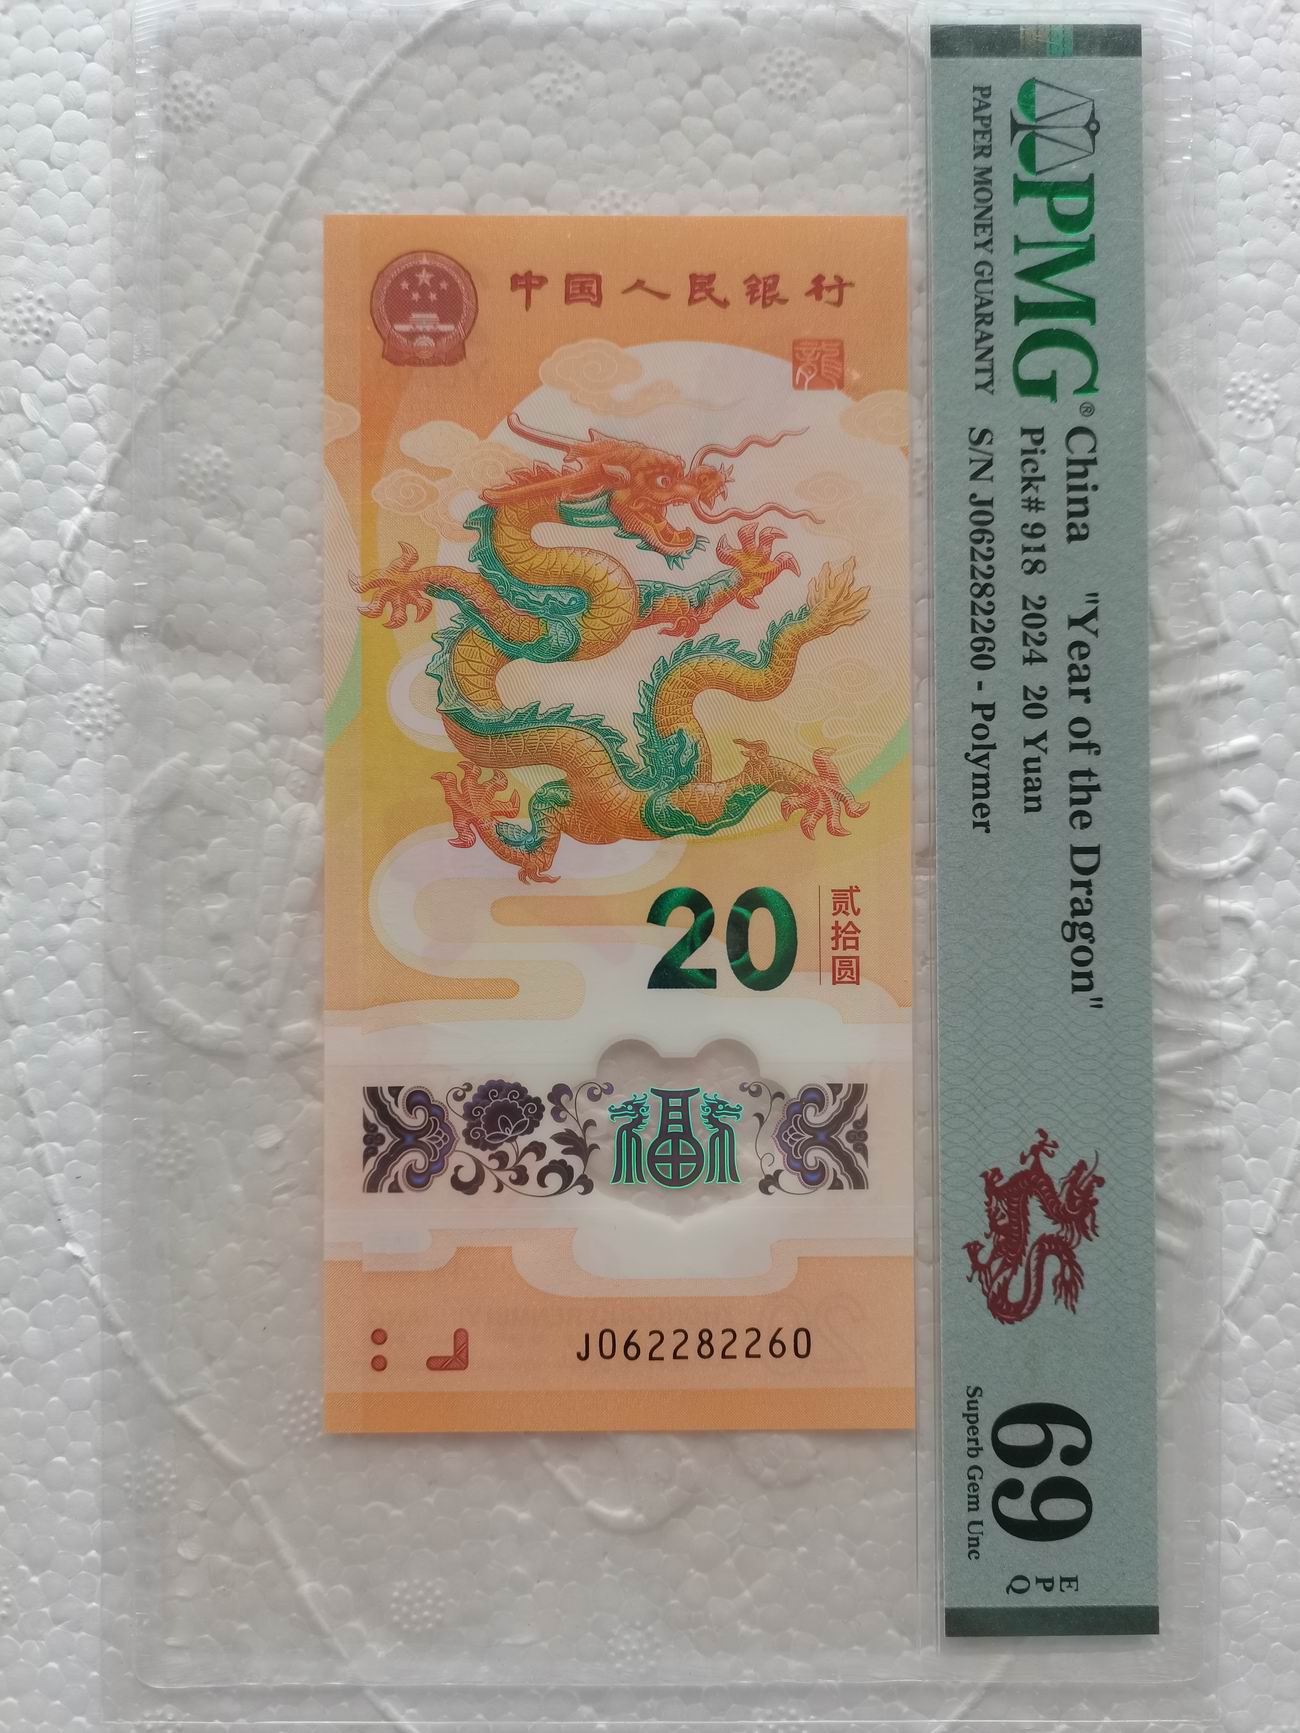 中国人民银行
龍
20
贰拾圆
福
J062282260
PMG®
PAPER MONEY GUARANTY
China "Year of the Dragon"
Pick# 918 2024 20 Yuan
S/N J062282260 - Polymer
69
EPQ
Superb Gem Unc